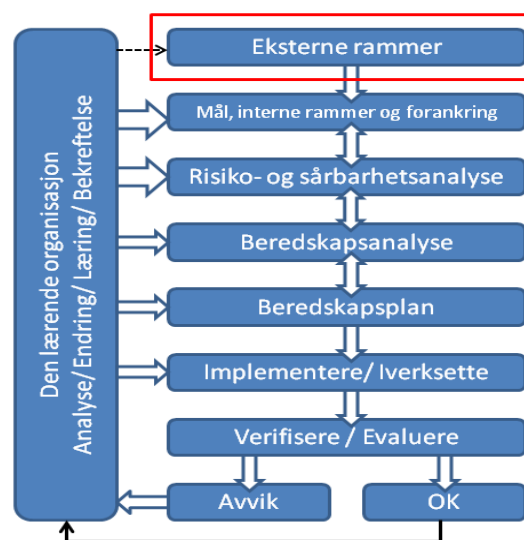 Den lærende organisasjon
Analyse/ Endring/ Læring/ Bekreftelse
Eksterne rammer
Mål, interne rammer og forankring
Risiko- og sårbarhetsanalyse
Beredskapsanalyse
Beredskapsplan
Implementere/ Iverksette
Verifisere / Evaluere
Avvik
OK